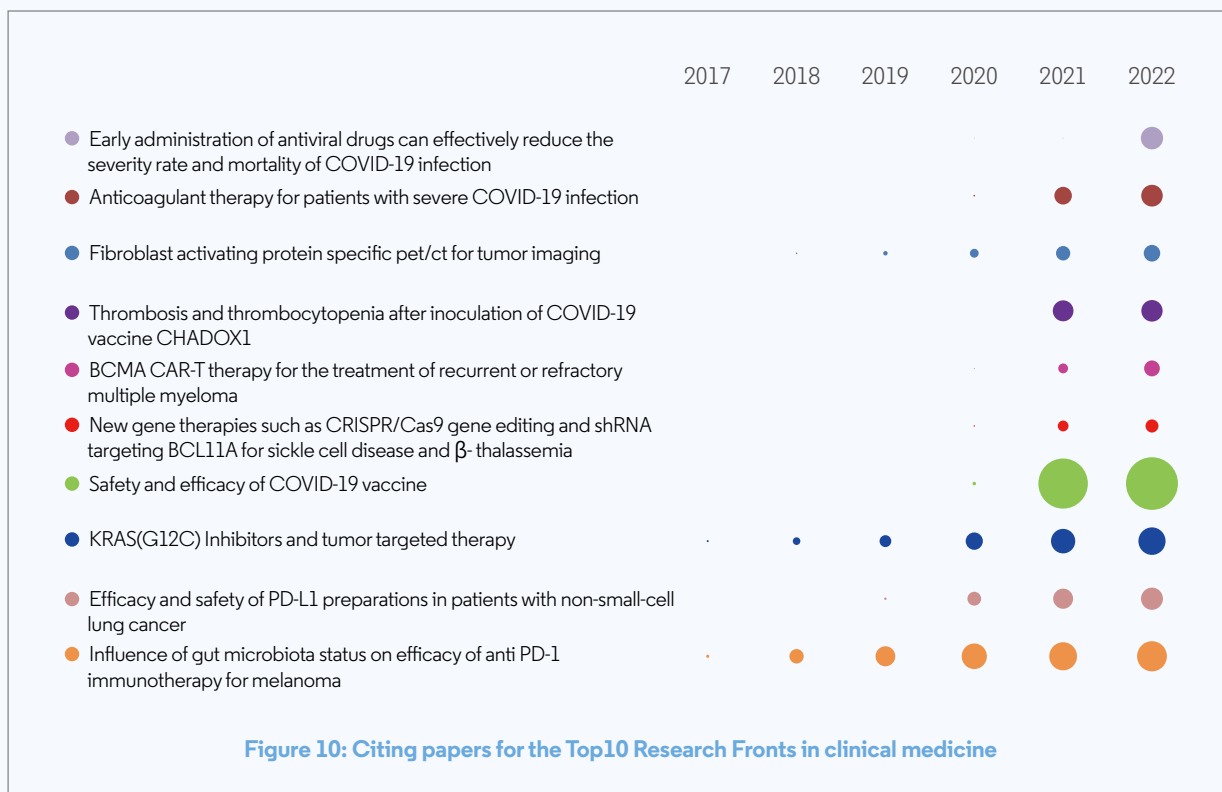 2017 2018 2019 2020 2021 2022
Early administration of antiviral drugs can effectively reduce the
severity rate and mortality of COVID-19 infection
Anticoagulant therapy for patients with severe COVID-19 infection
Fibroblast activating protein specific pet/ct for tumor imaging
Thrombosis and thrombocytopenia after inoculation of COVID-19
vaccine CHADOX1
BCMA CAR-T therapy for the treatment of recurrent or refractory
multiple myeloma
New gene therapies such as CRISPR/Cas9 gene editing and shRNA
targeting BCL11A for sickle cell disease and β- thalassemia
Safety and efficacy of COVID-19 vaccine
KRAS(G12C) Inhibitors and tumor targeted therapy
Efficacy and safety of PD-L1 preparations in patients with non-small-cell
lung cancer
Influence of gut microbiota status on efficacy of anti PD-1
immunotherapy for melanoma
Figure 10: Citing papers for the Top10 Research Fronts in clinical medicine